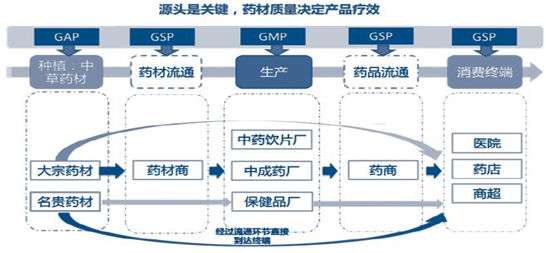 源头是关键，药材质量决定产品疗效
GAP
GSP
GMP
GSP
GSP
种植：中
草药材
药材流通
生产
药品流通
消费终端
大宗药材
名贵药材
药材商
中药饮片厂
中成药厂
保健品厂
药商
医院
药店
商超
经过流通环节直接
到达终端